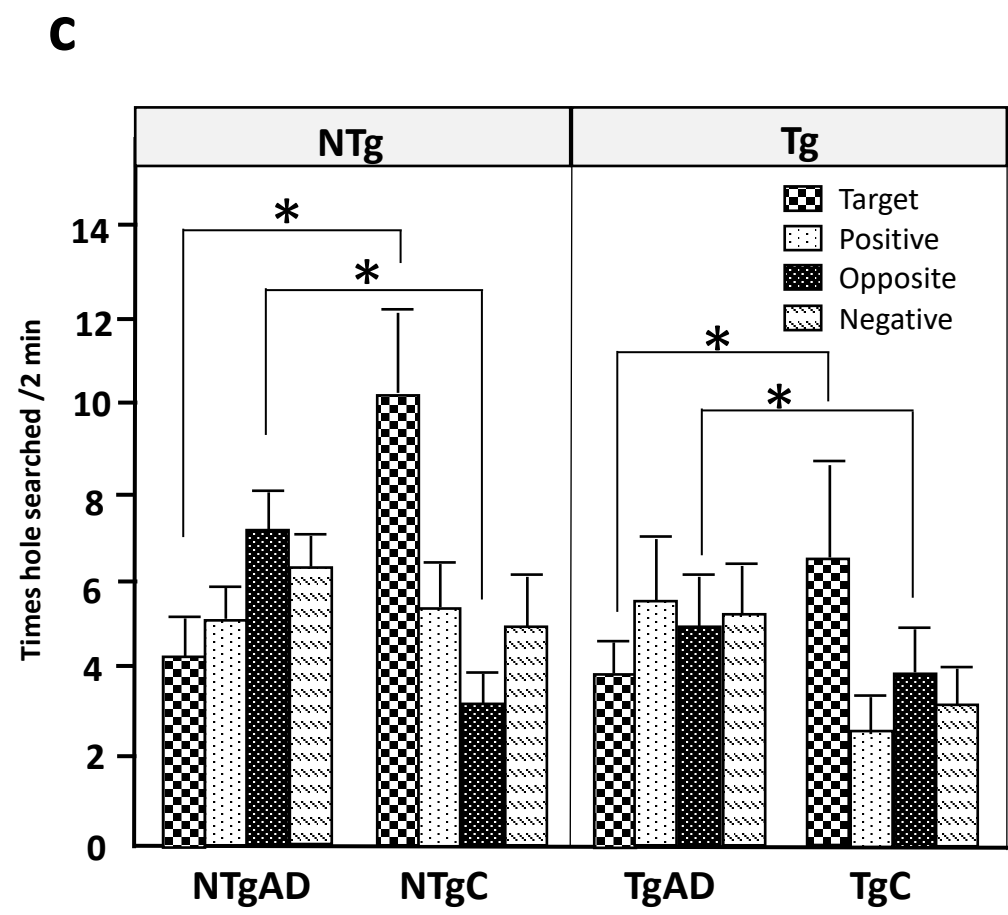 c
NTg
Tg
Target
Positive
Opposite
Negative
*
*
*
*
Times hole searched /2 min
14
12
10
8
6
4
2
0
NTgAD
NTgC
TgAD
TgC